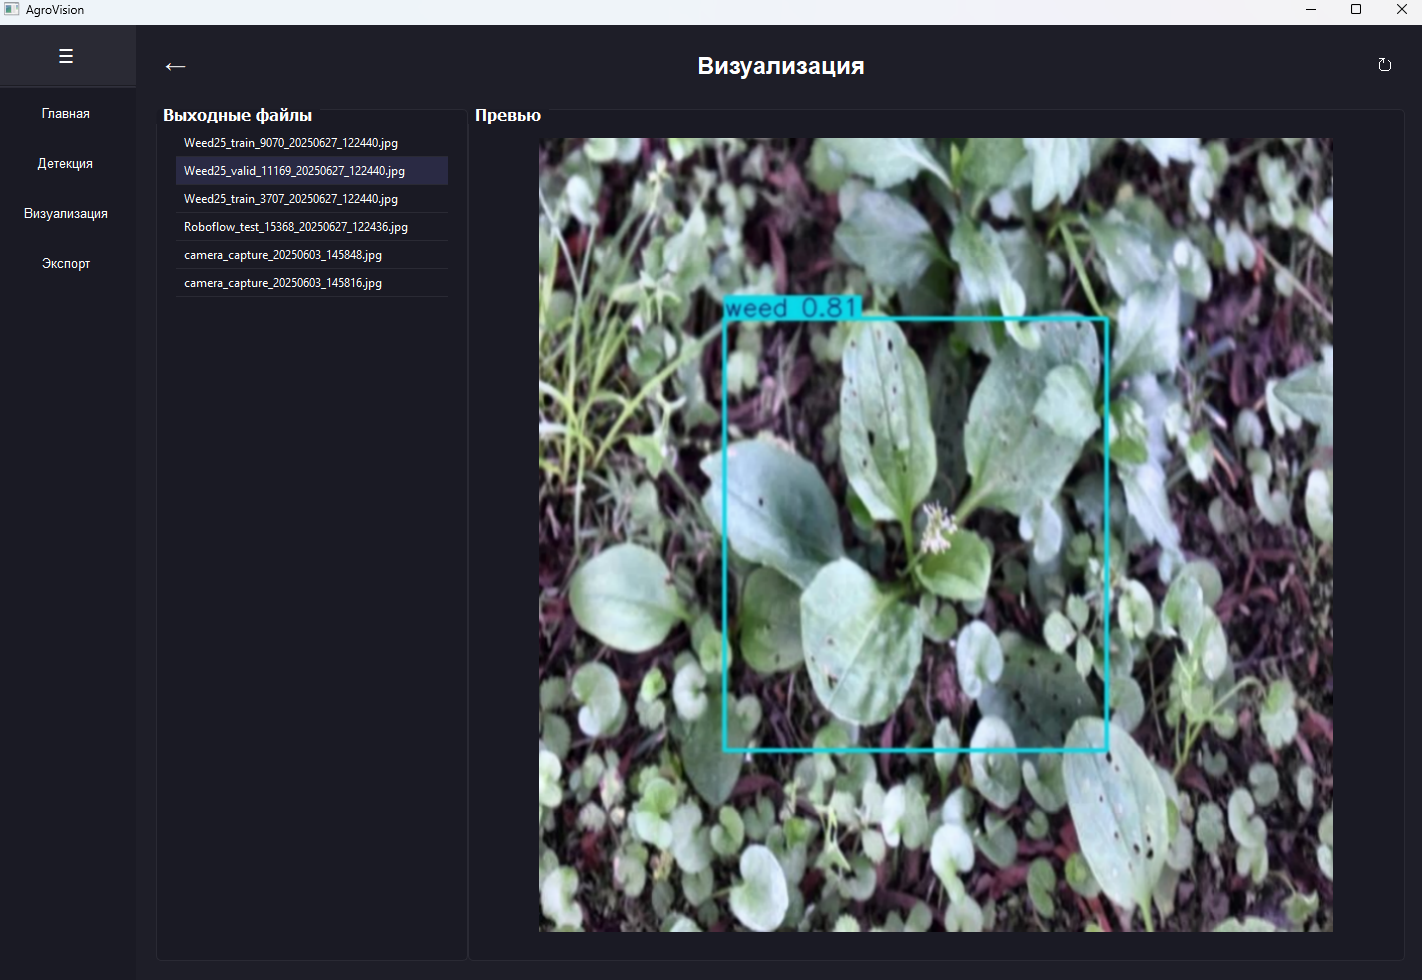 AgroVision
☰
← Визуализация
Главная
Детекция
Визуализация
Экспорт
Выходные файлы
Weed25_train_9070_20250627_122440.jpg
Weed25_valid_11169_20250627_122440.jpg
Weed25_train_3707_20250627_122440.jpg
Roboflow_test_15368_20250627_122436.jpg
camera_capture_20250603_145848.jpg
camera_capture_20250603_145816.jpg
Превью
weed 0.81